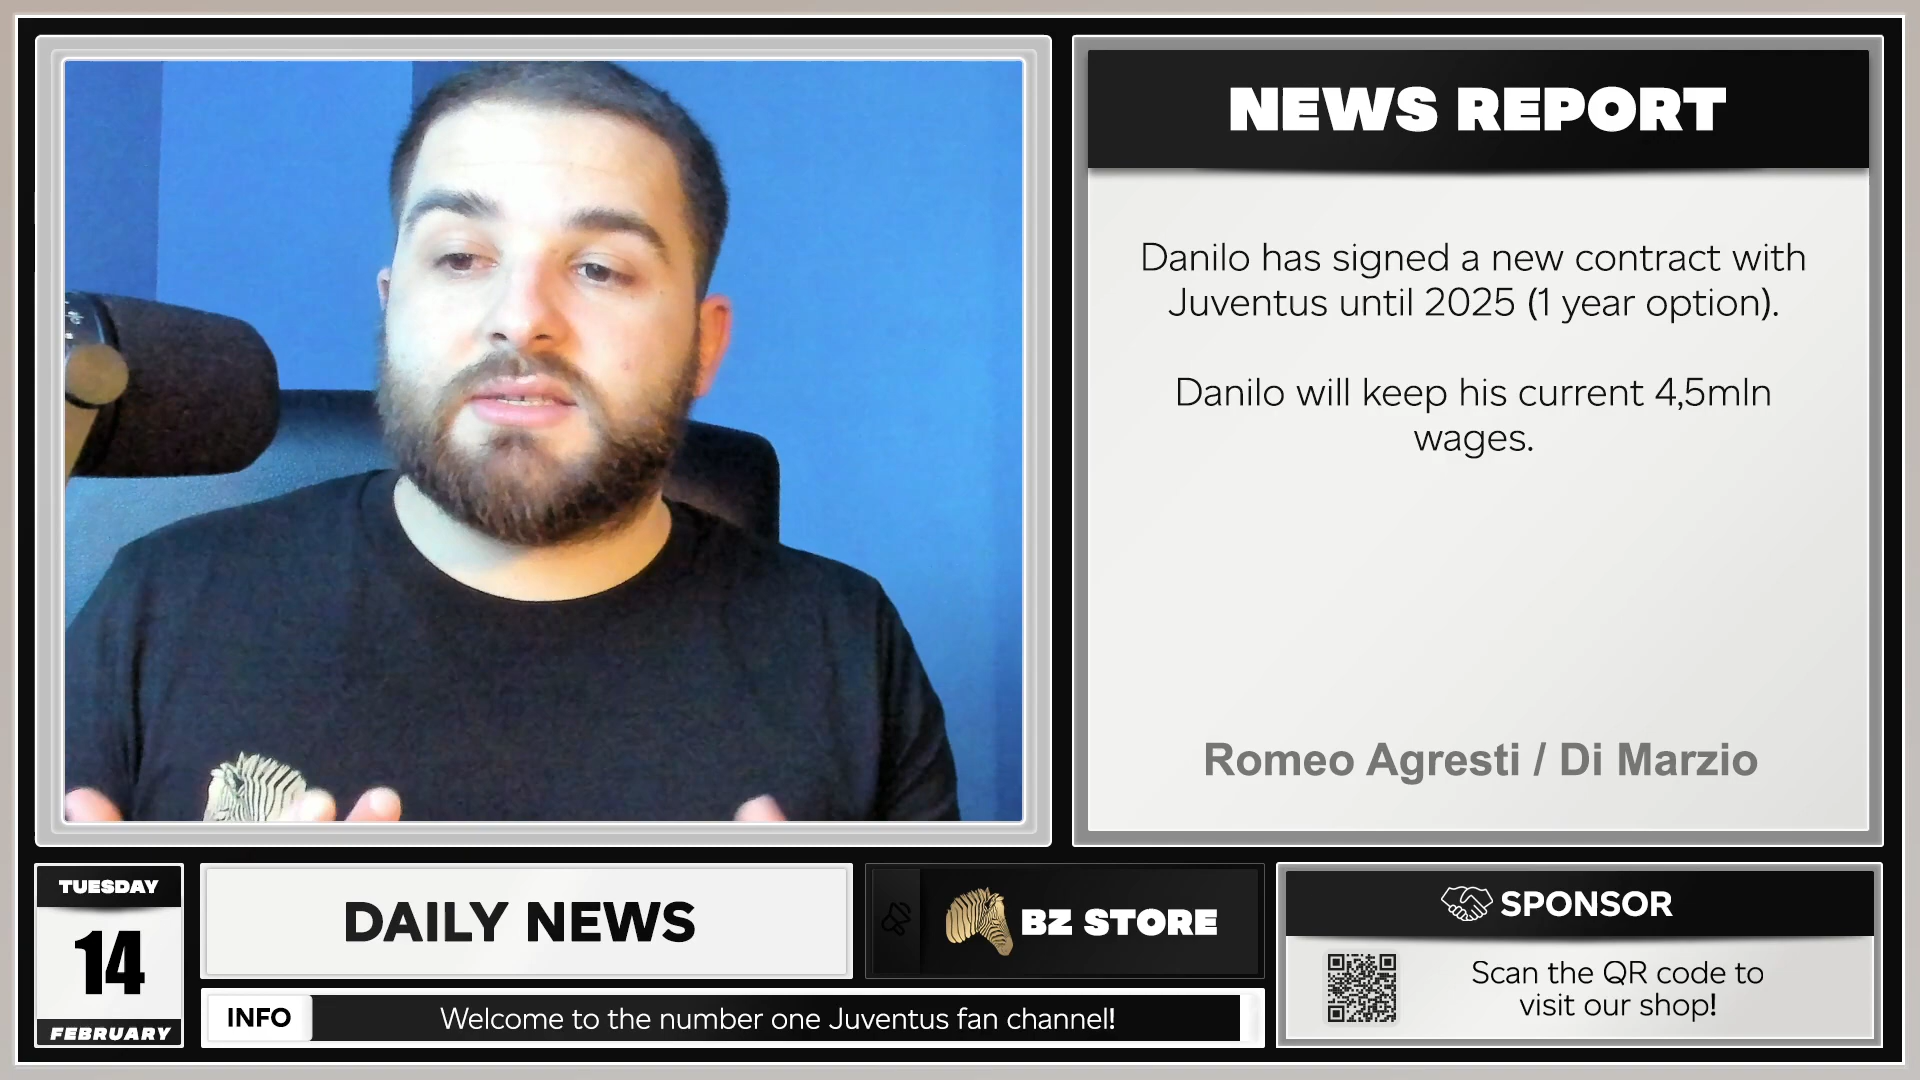 NEWS REPORT
Danilo has signed a new contract with
Juventus until 2025 (1 year option).
Danilo will keep his current 4,5mln
wages.
Romeo Agresti / Di Marzio
TUESDAY
14
FEBRUARY
DAILY NEWS
BZ STORE
INFO
Welcome to the number one Juventus fan channel!
SPONSOR
Scan the QR code to
visit our shop!